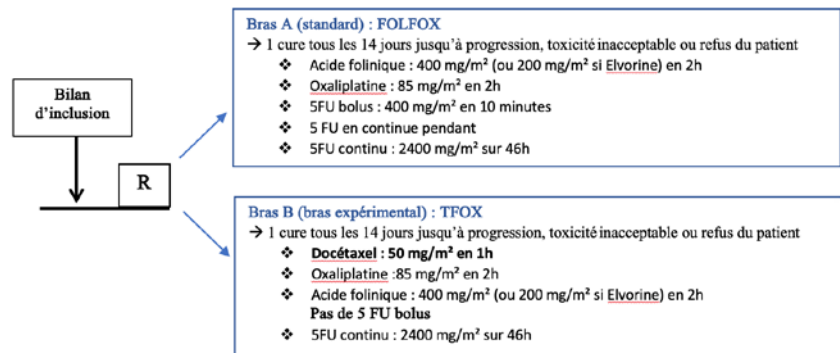 Bilan
d'inclusion
R
Bras A (standard) : FOLFOX
→ 1 cure tous les 14 jours jusqu'à progression, toxicité inacceptable ou refus du patient
❖ Acide folinique : 400 mg/m² (ou 200 mg/m² si Elvorine) en 2h
❖ Oxaliplatine : 85 mg/m² en 2h
❖ 5FU bolus : 400 mg/m² en 10 minutes
❖ 5 FU en continue pendant
❖ 5FU continu : 2400 mg/m² sur 46h
Bras B (bras expérimental) : TFOX
→ 1 cure tous les 14 jours jusqu'à progression, toxicité inacceptable ou refus du patient
❖ Docétaxel : 50 mg/m² en 1h
❖ Oxaliplatine :85 mg/m² en 2h
❖ Acide folinique : 400 mg/m² (ou 200 mg/m² si Elvorine) en 2h
Pas de 5 FU bolus
❖ 5FU continu : 2400 mg/m² sur 46h